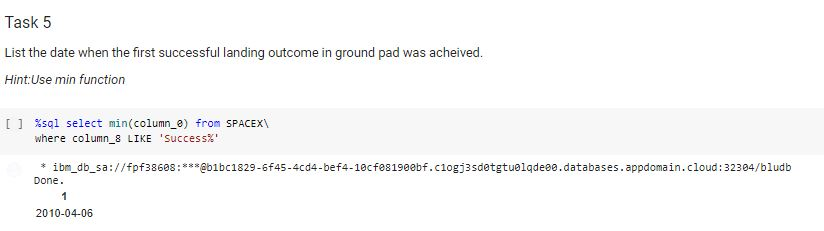 Task 5
List the date when the first successful landing outcome in ground pad was acheived.
Hint:Use min function
[ ] %sql select min(column_0) from SPACEX\
where column_8 LIKE 'Success%'
* ibm_db_sa://fpf38608:***@b1bc1829-6f45-4cd4-bef4-10cf081900bf.c1ogj3sd0tgtu0lqde00.databases.appdomain.cloud:32304/bludb
Done.
1
2010-04-06